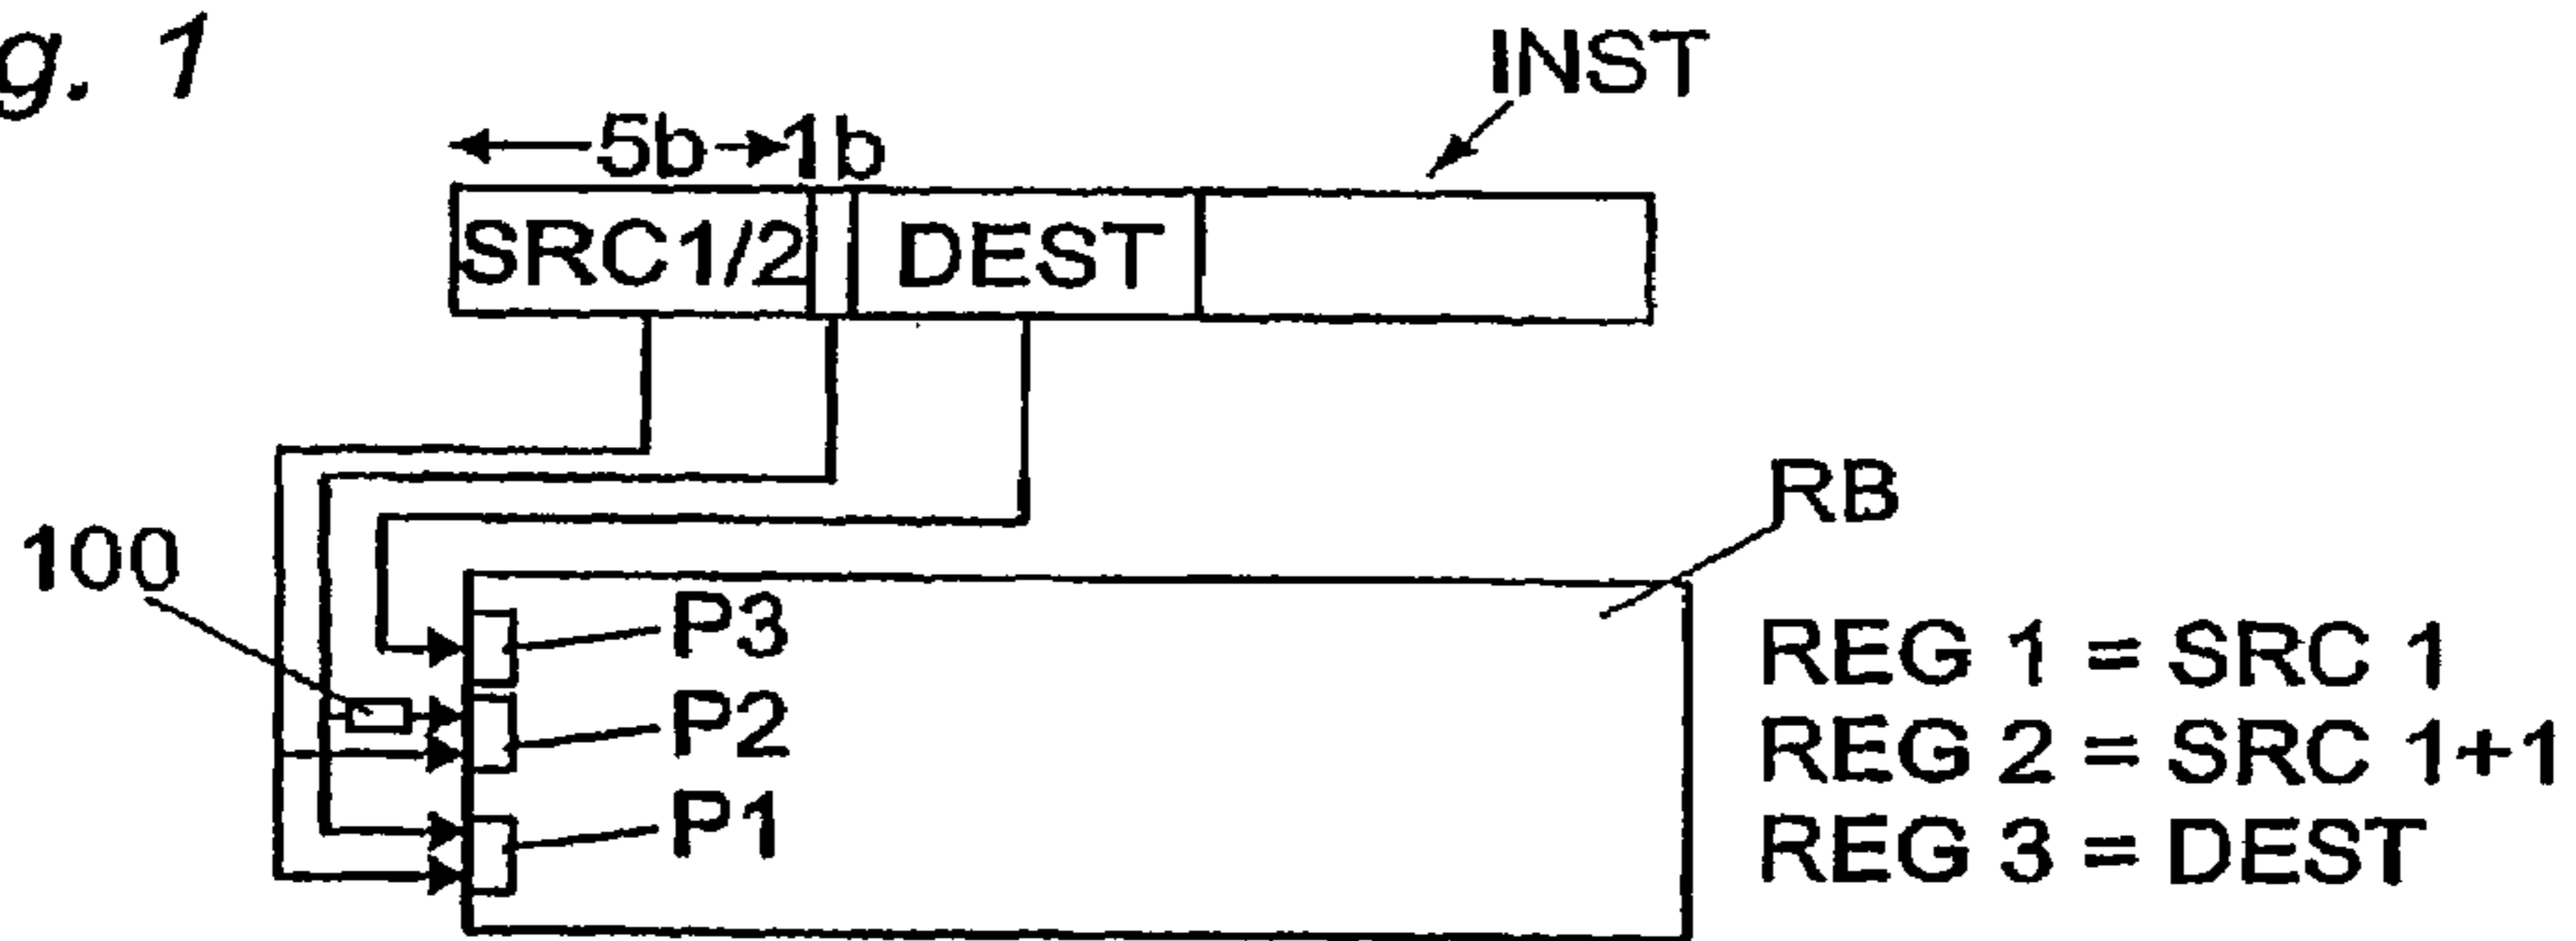 g. 1
INST
5b 1b
SRC1/2 DEST
RB
100
P3
P2
P1
REG 1 = SRC 1
REG 2 = SRC 1+1
REG 3 = DEST